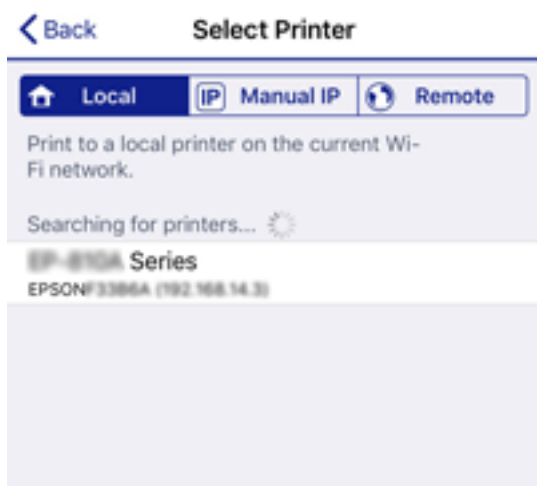 Back Select Printer
Local IP Manual IP Remote
Print to a local printer on the current Wi-
Fi network.
Searching for printers...
Series
EPSON